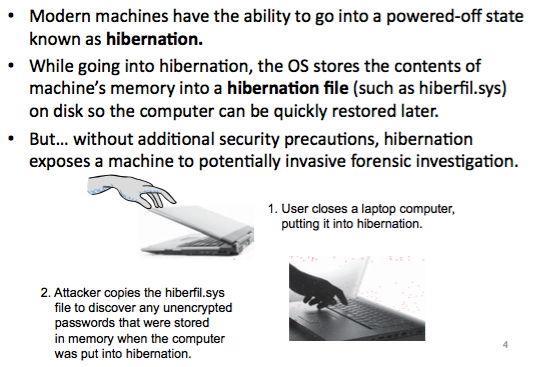 • Modern machines have the ability to go into a powered-off state
known as hibernation.
• While going into hibernation, the OS stores the contents of
machine's memory into a hibernation file (such as hiberfil.sys)
on disk so the computer can be quickly restored later.
• But... without additional security precautions, hibernation
exposes a machine to potentially invasive forensic investigation.
1. User closes a laptop computer,
putting it into hibernation.
2. Attacker copies the hiberfil.sys
file to discover any unencrypted
passwords that were stored
in memory when the computer
was put into hibernation.
4